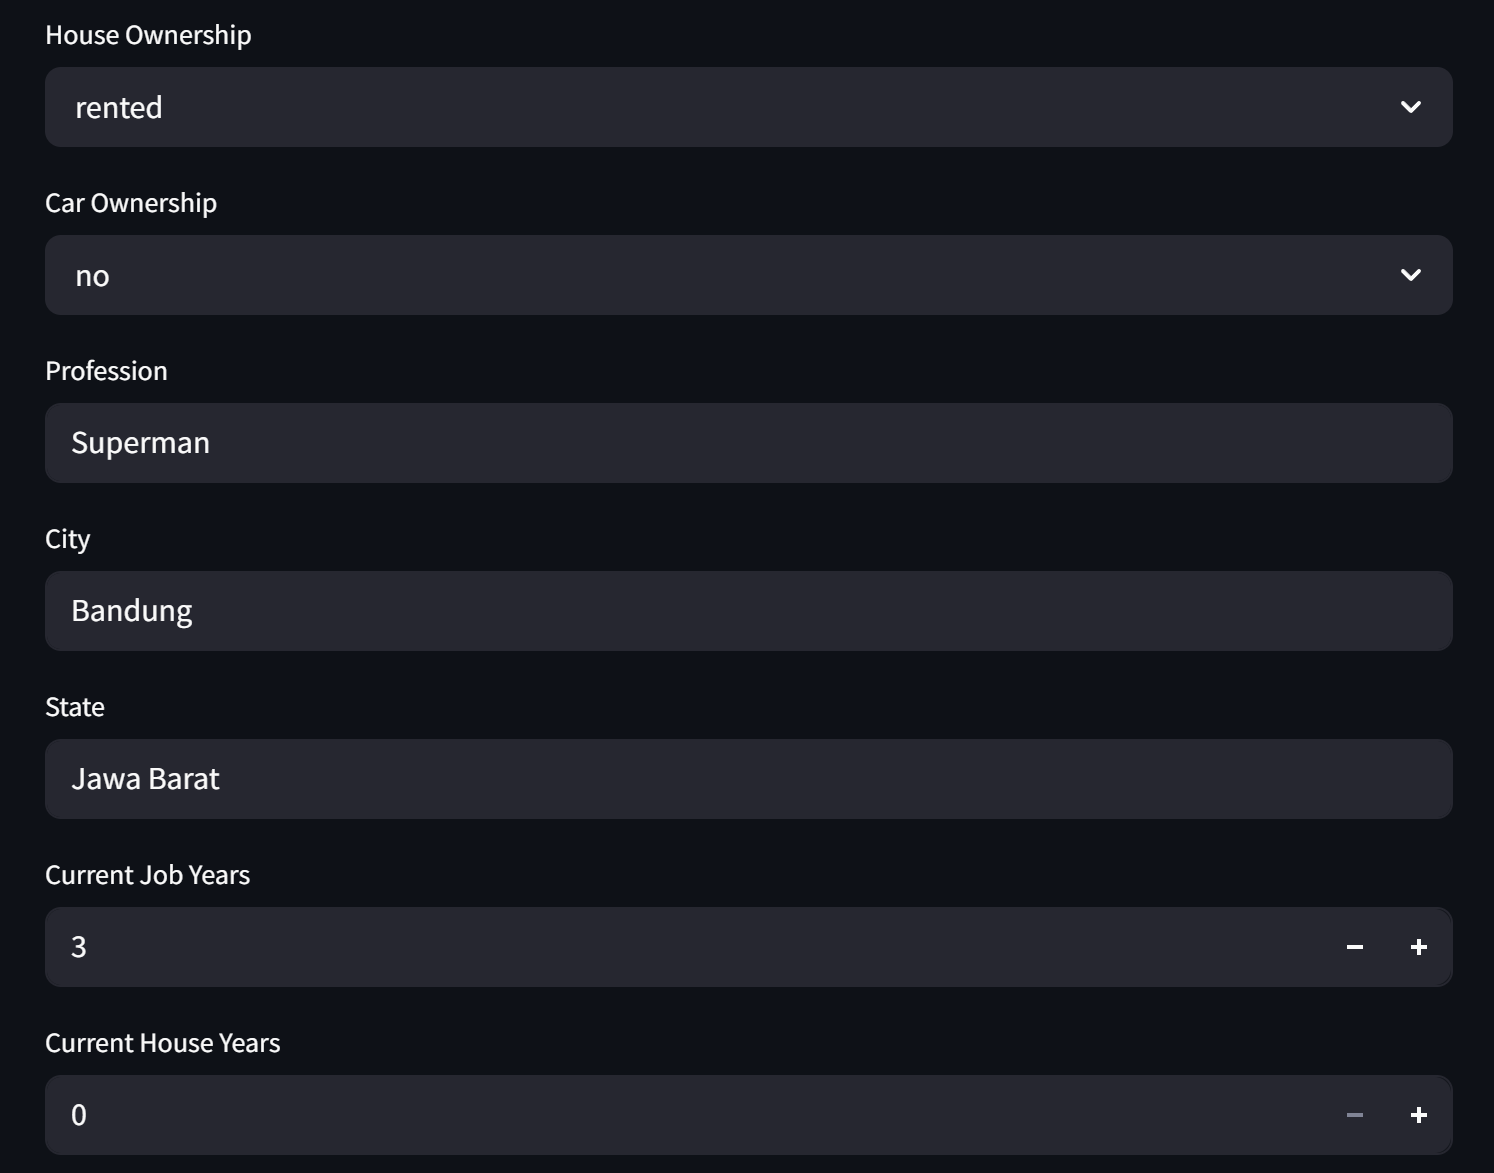 House Ownership
rented
Car Ownership
no
Profession
Superman
City
Bandung
State
Jawa Barat
Current Job Years
3
Current House Years
0